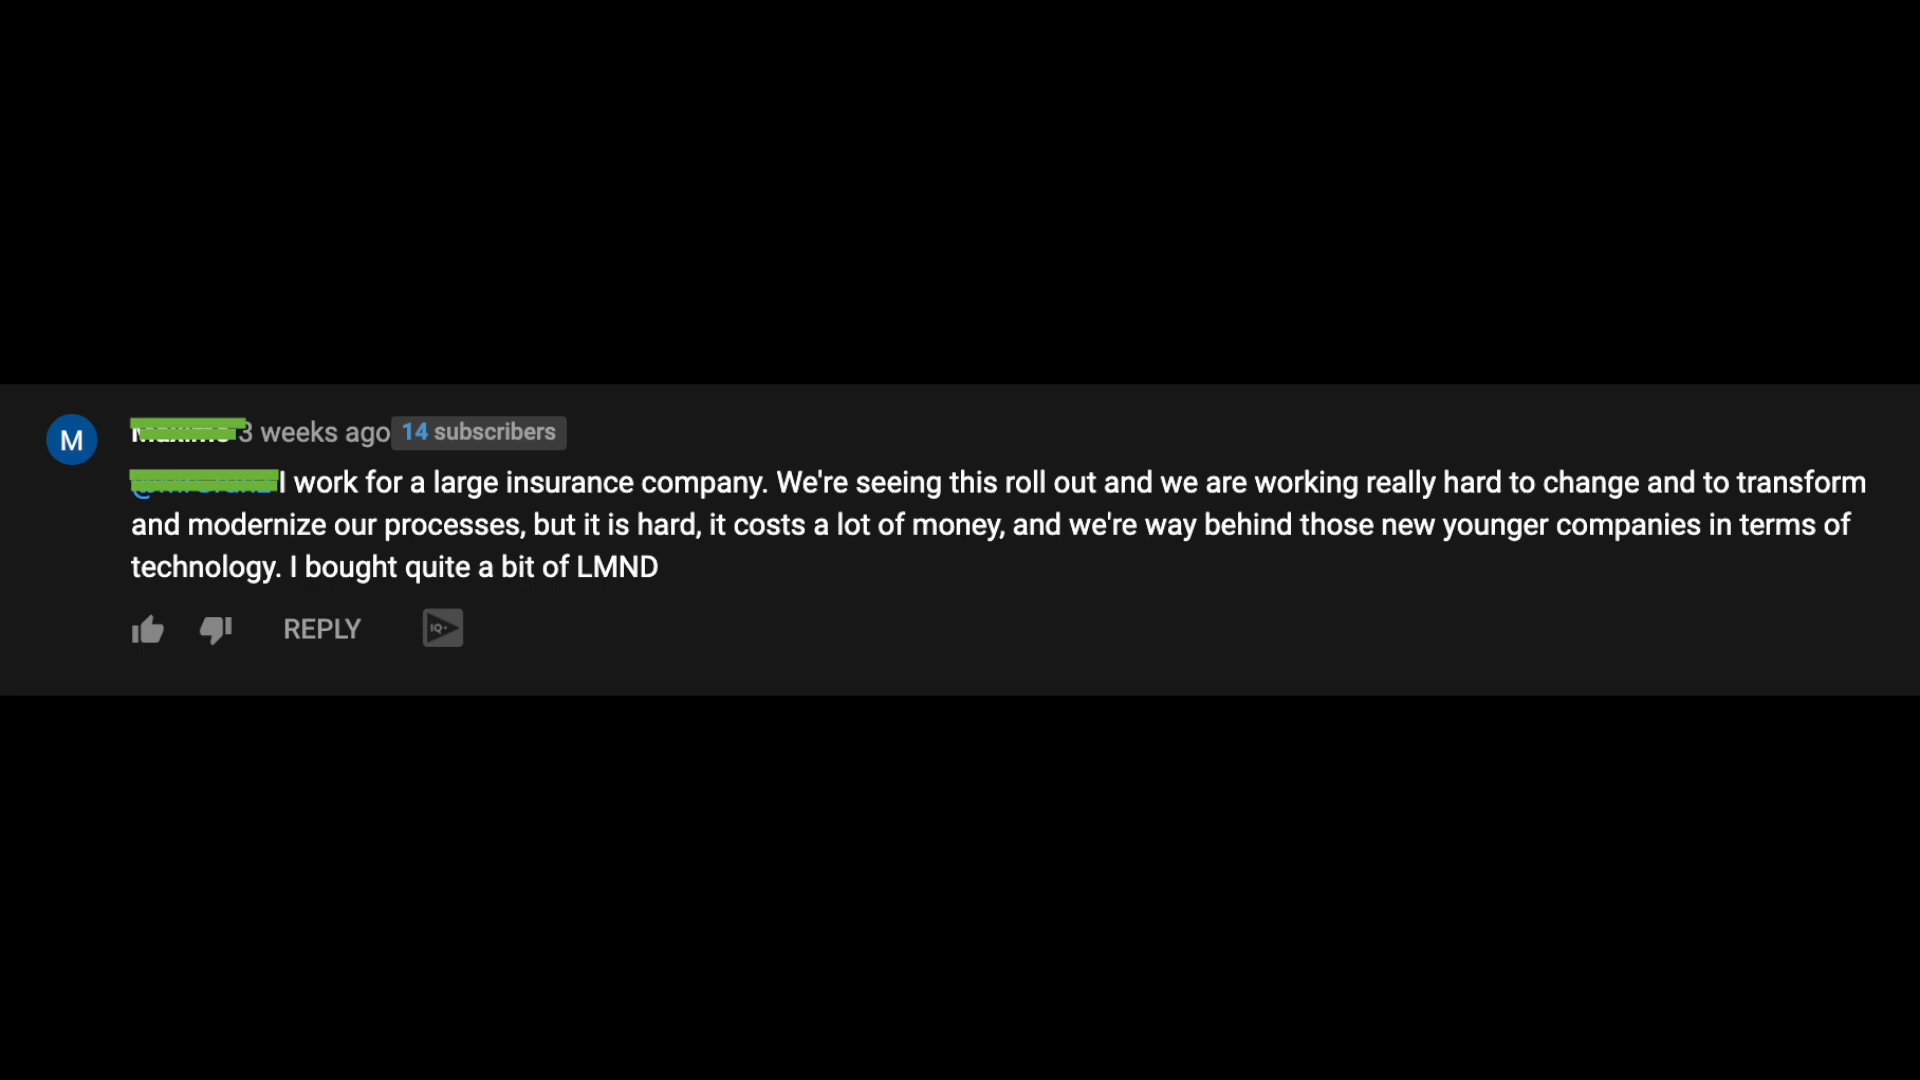 M
3 weeks ago 14 subscribers
I work for a large insurance company. We're seeing this roll out and we are working really hard to change and to transform
and modernize our processes, but it is hard, it costs a lot of money, and we're way behind those new younger companies in terms of
technology. I bought quite a bit of LMND
REPLY IQ+